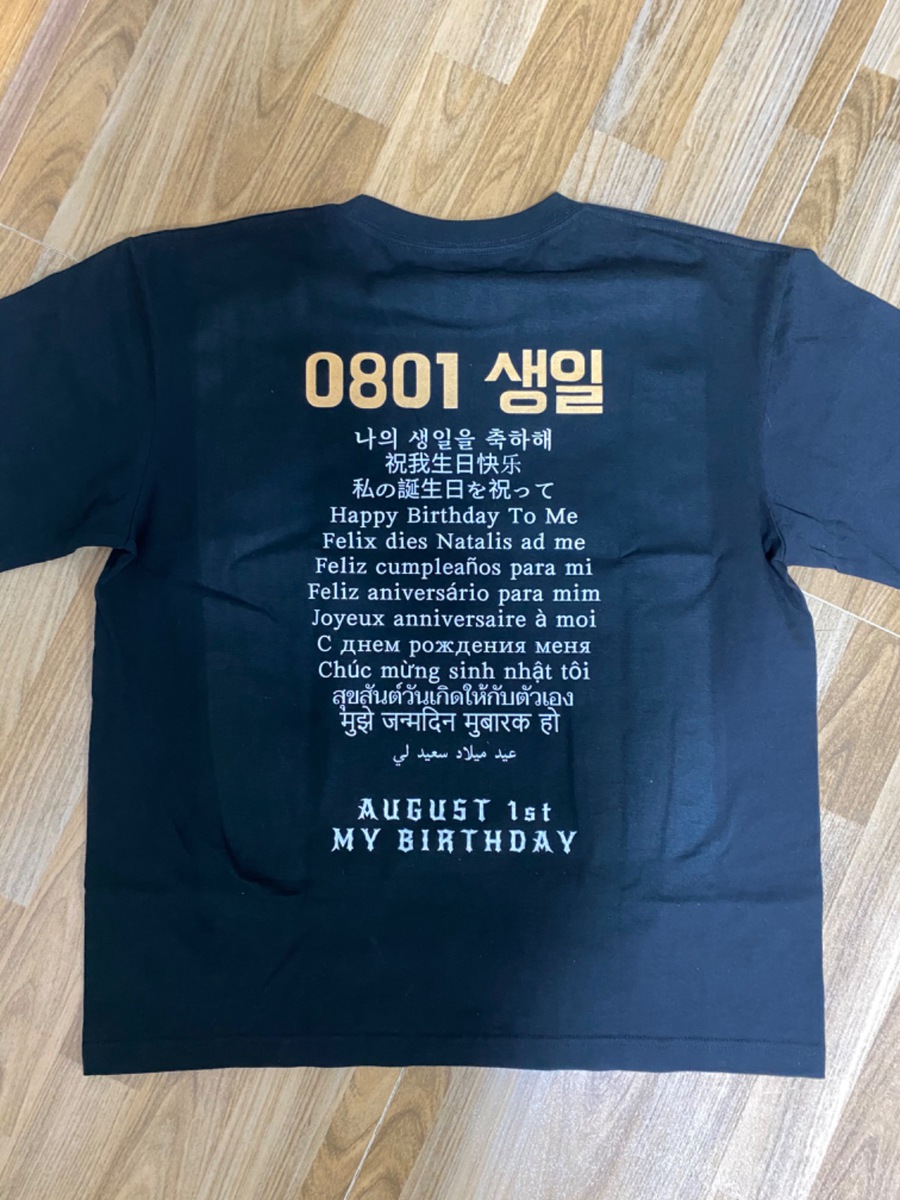 0801 생일
나의 생일을 축하해
祝我生日快乐
私の誕生日を祝って
Happy Birthday To Me
Felix dies Natalis ad me
Feliz cumpleaños para mi
Feliz aniversário para mim
Joyeux anniversaire à moi
С днем рождения меня
Chúc mừng sinh nhật tôi
สุขสันต์วันเกิดให้กับตัวเอง
मुझे जन्मदिन मुबारक हो
عيد ميلاد سعيد لي
AUGUST 1st
MY BIRTHDAY